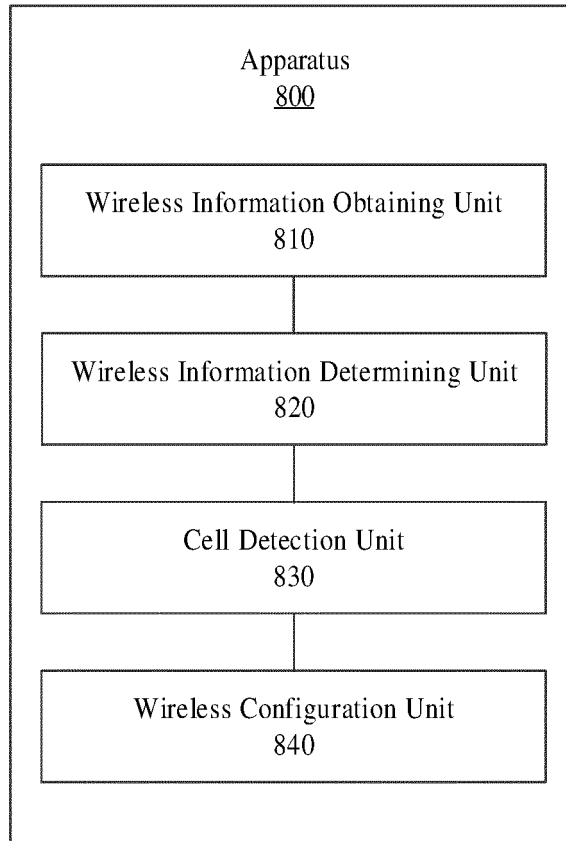 Apparatus
800
Wireless Information Obtaining Unit
810
Wireless Information Determining Unit
820
Cell Detection Unit
830
Wireless Configuration Unit
840